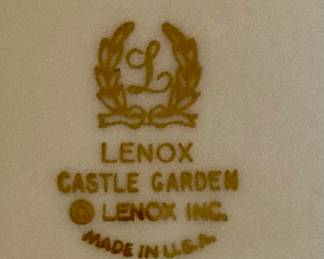 L
LENOX
CASTLE GARDEN
© LENOX INC.
MADE IN U.S.A.